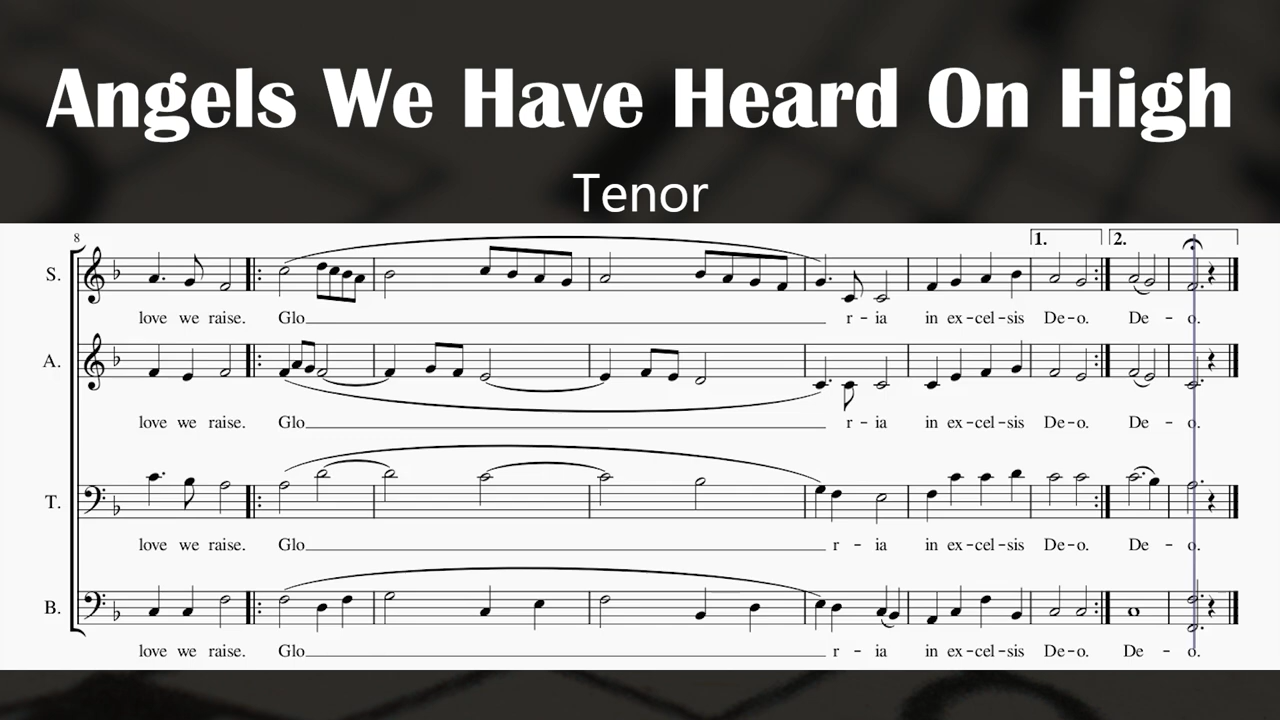 Angels We Have Heard On High
Tenor
8
1. 2.
S.
love we raise. Glo r - ia in ex-cel-sis De-o. De - o.
A.
love we raise. Glo r - ia in ex-cel-sis De-o. De - o.
T.
love we raise. Glo r - ia in ex-cel-sis De-o. De - o.
B.
love we raise. Glo r - ia in ex-cel-sis De-o. De - o.